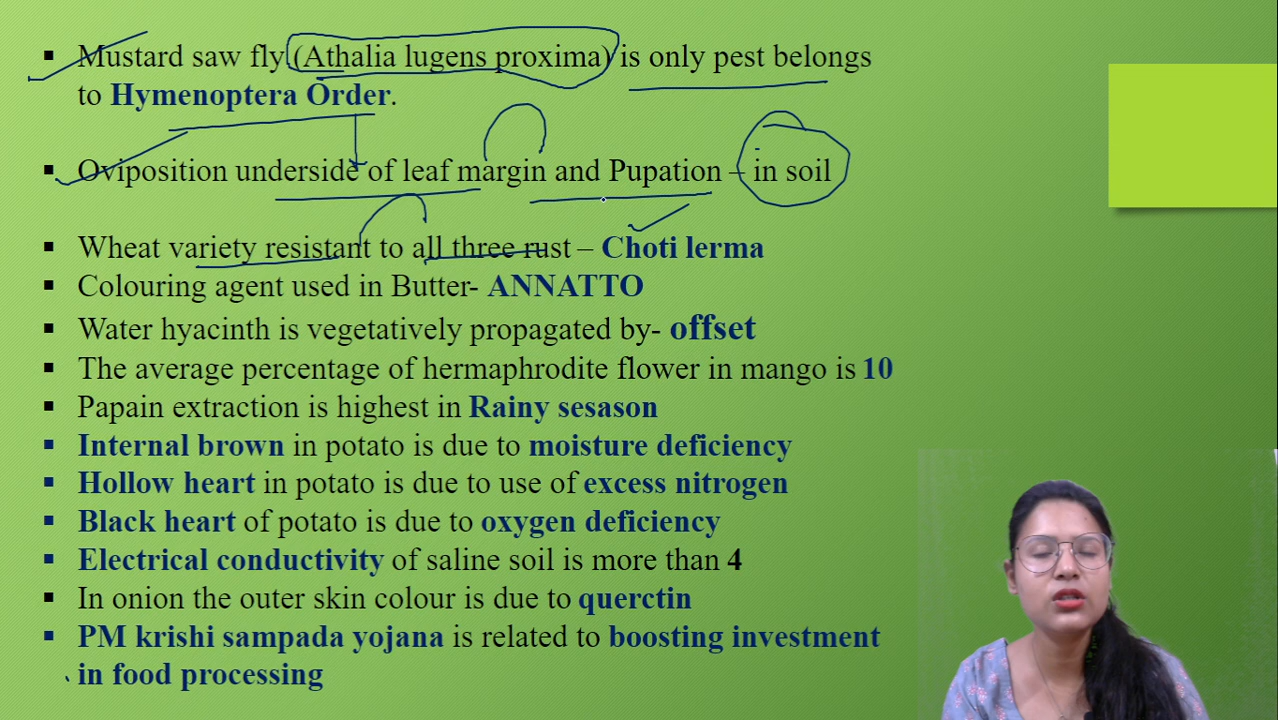 ▪ Mustard saw fly (Athalia lugens proxima) is only pest belongs
to Hymenoptera Order.
▪ Oviposition underside of leaf margin and Pupation – in soil
▪ Wheat variety resistant to all three rust – Choti lerma
▪ Colouring agent used in Butter- ANNATTO
▪ Water hyacinth is vegetatively propagated by- offset
▪ The average percentage of hermaphrodite flower in mango is 10
▪ Papain extraction is highest in Rainy sesason
▪ Internal brown in potato is due to moisture deficiency
▪ Hollow heart in potato is due to use of excess nitrogen
▪ Black heart of potato is due to oxygen deficiency
▪ Electrical conductivity of saline soil is more than 4
▪ In onion the outer skin colour is due to querctin
▪ PM krishi sampada yojana is related to boosting investment
in food processing